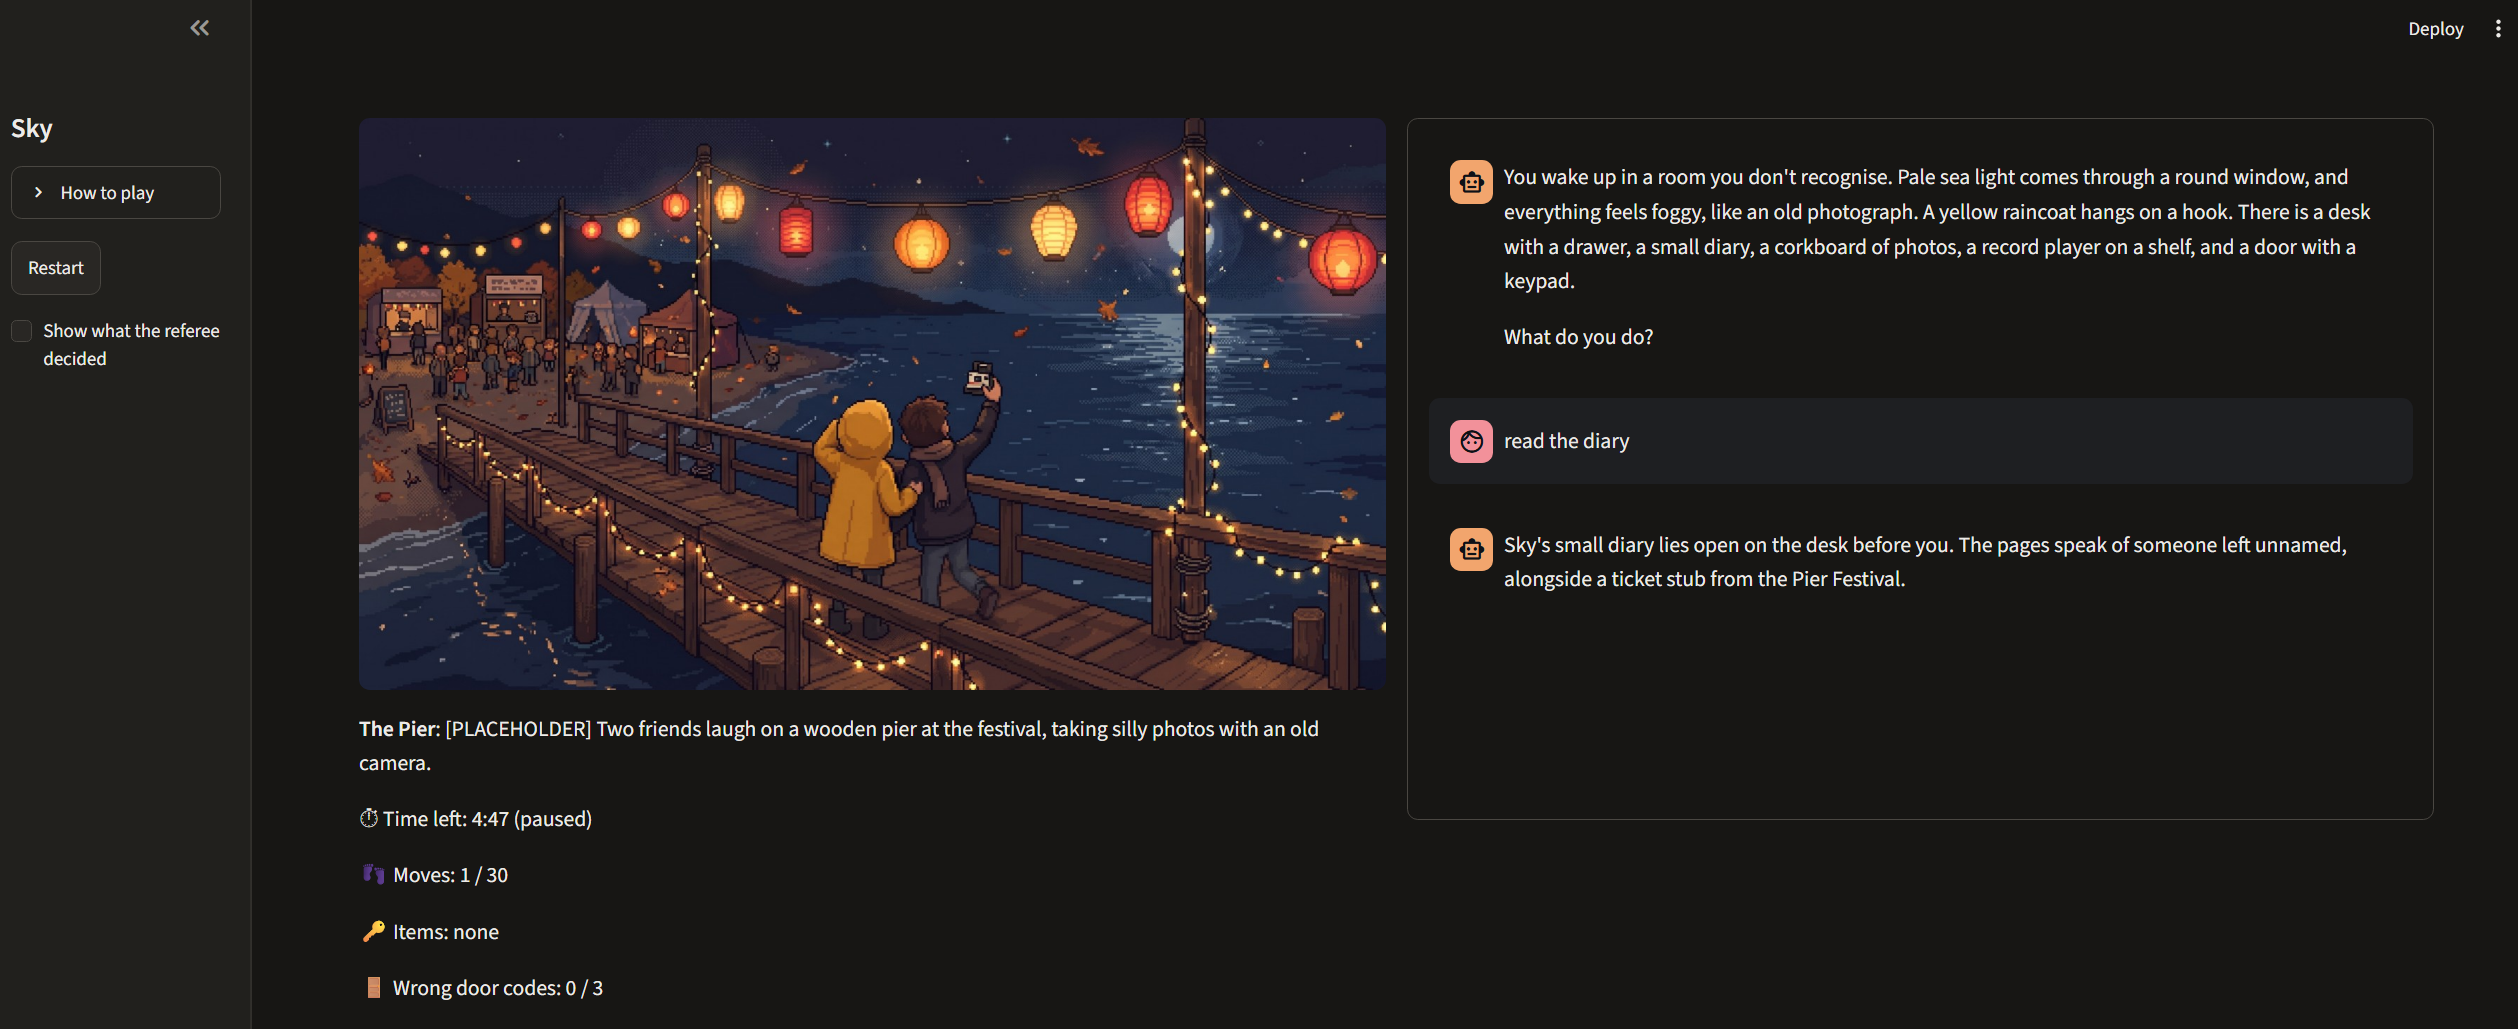 Deploy
Sky
How to play
Restart
Show what the referee
decided
The Pier: [PLACEHOLDER] Two friends laugh on a wooden pier at the festival, taking silly photos with an old
camera.
Time left: 4:47 (paused)
Moves: 1 / 30
Items: none
Wrong door codes: 0 / 3
You wake up in a room you don't recognise. Pale sea light comes through a round window, and
everything feels foggy, like an old photograph. A yellow raincoat hangs on a hook. There is a desk
with a drawer, a small diary, a corkboard of photos, a record player on a shelf, and a door with a
keypad.
What do you do?
read the diary
Sky's small diary lies open on the desk before you. The pages speak of someone left unnamed,
alongside a ticket stub from the Pier Festival.